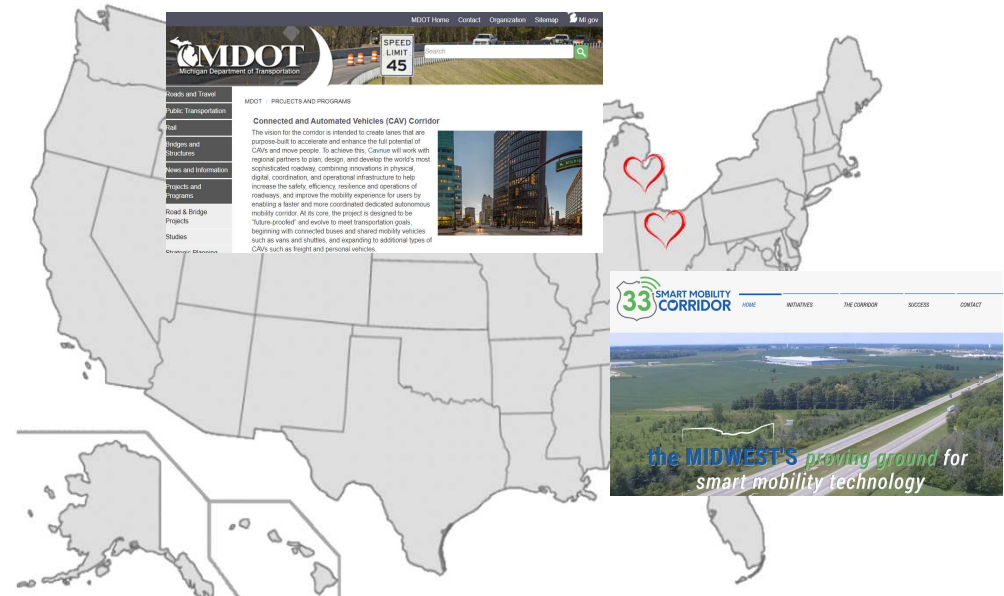 MDOT Home Contact Organization Sitemap MI gov
MDOT
Michigan Department of Transportation
SPEED
LIMIT
45
Search
Roads and Travel
Public Transportation
Rail
Bridges and
Structures
News and Information
Projects and
Programs
Road & Bridge
Projects
Studies
Strategic Planning
MDOT / PROJECTS AND PROGRAMS
Connected and Automated Vehicles (CAV) Corridor
The vision for the corridor is intended to create lanes that are
purpose-built to accelerate and enhance the full potential of
CAVs and move people. To achieve this, Cavnue will work with
regional partners to plan, design, and develop the world's most
sophisticated roadway, combining innovations in physical,
digital, coordination, and operational infrastructure to help
increase the safety, efficiency, resilience and operations of
roadways, and improve the mobility experience for users by
enabling a faster and more coordinated dedicated autonomous
mobility corridor. At its core, the project is designed to be
"future-proofed" and evolve to meet transportation goals,
beginning with connected buses and shared mobility vehicles
such as vans and shuttles, and expanding to additional types of
CAVs such as freight and personal vehicles.
33 SMART MOBILITY
CORRIDOR
HOME INITIATIVES THE CORRIDOR SUCCESS CONTACT
the MIDWEST'S proving ground for
smart mobility technology